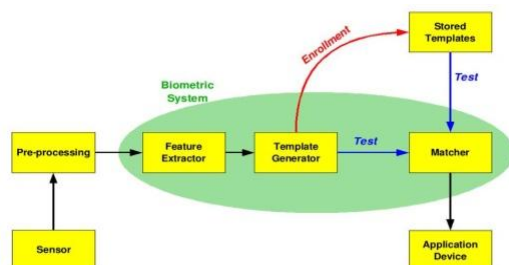 Stored
Templates
Enrollment
Test
Biometric
System
Pre-processing
Feature
Extractor
Template
Generator
Test
Matcher
Sensor
Application
Device